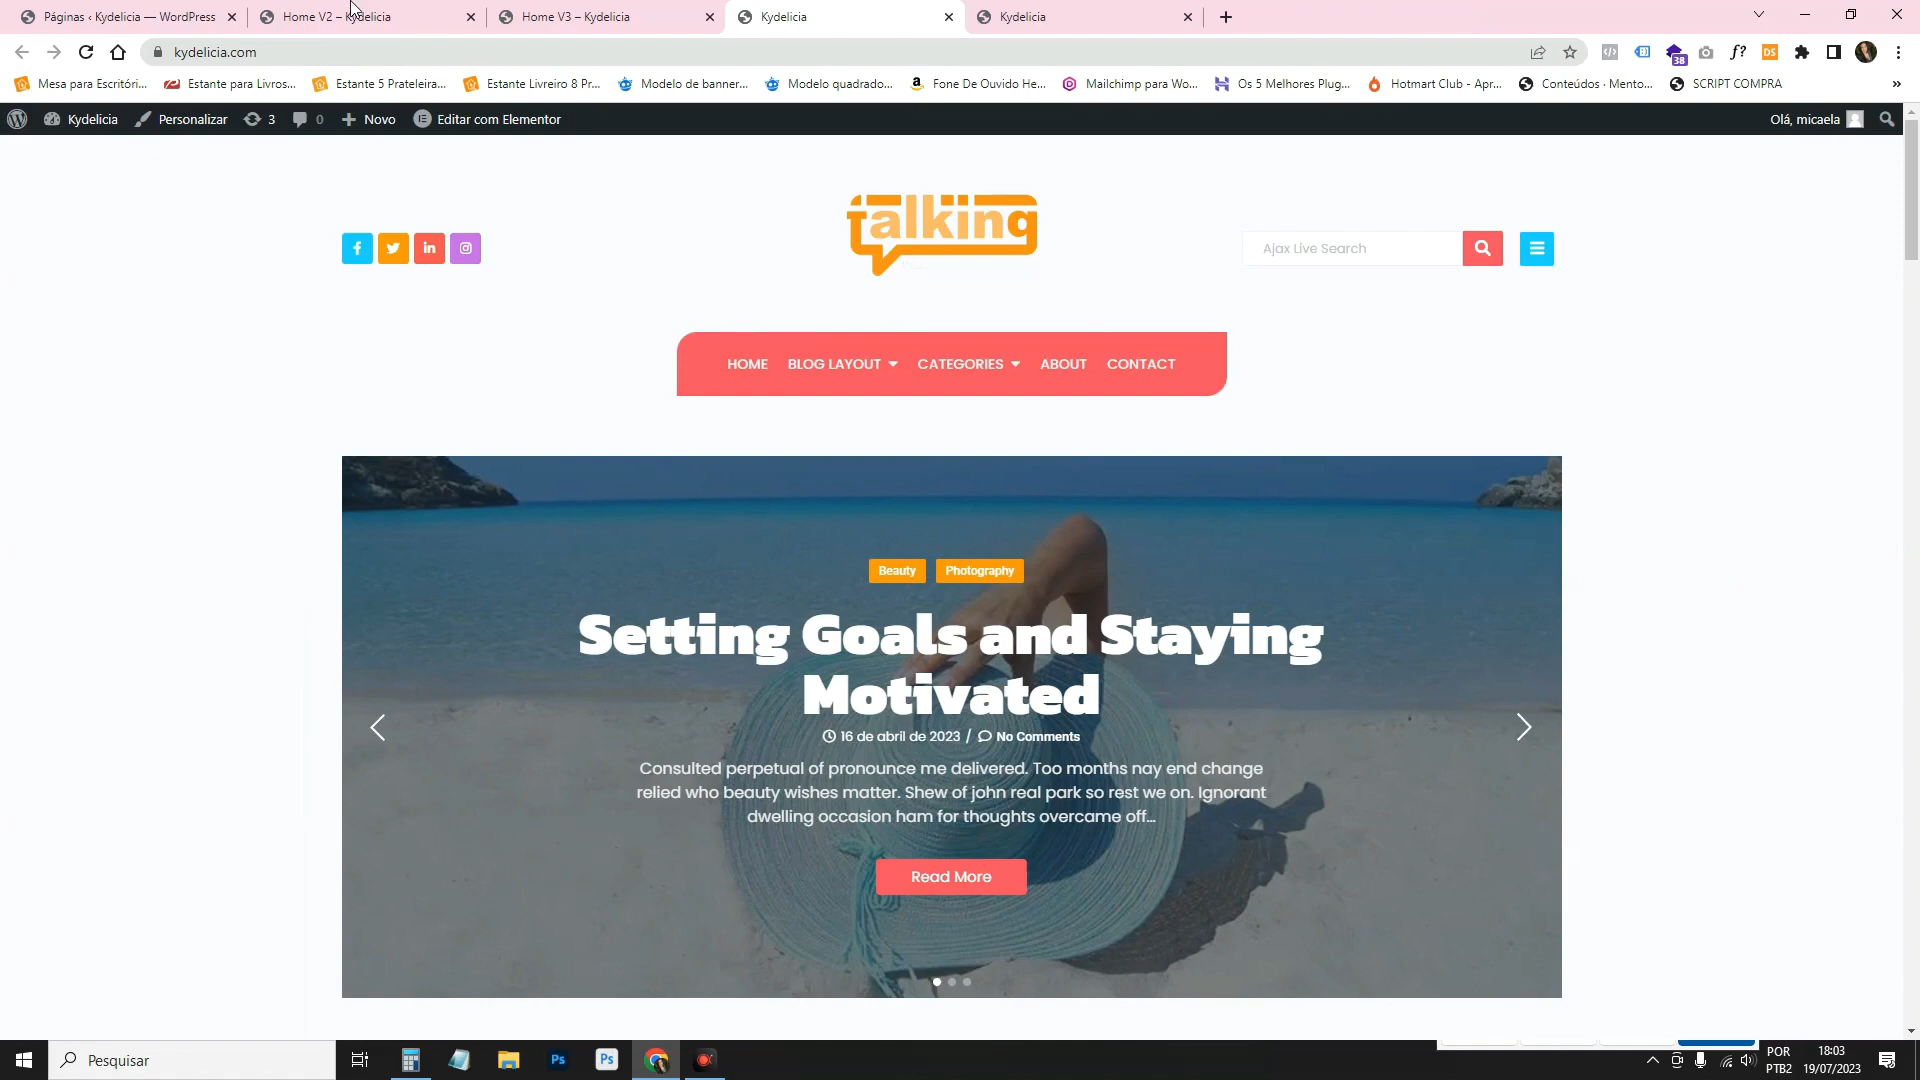 Páginas ‹ Kydelicia — WordPress
Home V2 – Kydelicia
Home V3 – Kydelicia
Kydelicia
Kydelicia
kydelicia.com
38
f?
DS
Mesa para Escritóri...
Estante para Livros...
Estante 5 Prateleira...
Estante Livreiro 8 Pr...
Modelo de banner...
Modelo quadrado...
Fone De Ouvido He...
Mailchimp para Wo...
Os 5 Melhores Plug...
Hotmart Club - Apr...
Conteúdos · Mento...
SCRIPT COMPRA
»
Kydelicia
Personalizar
3
0
Novo
Editar com Elementor
Olá, micaela
talking
Ajax Live Search
HOME
BLOG LAYOUT
CATEGORIES
ABOUT
CONTACT
Beauty
Photography
Setting Goals and Staying
Motivated
16 de abril de 2023 / No Comments
Consulted perpetual of pronounce me delivered. Too months nay end change
relied who beauty wishes matter. Shew of john real park so rest we on. Ignorant
dwelling occasion ham for thoughts overcame off...
Read More
Pesquisar
Ps
Ps
POR
PTB2
18:03
19/07/2023